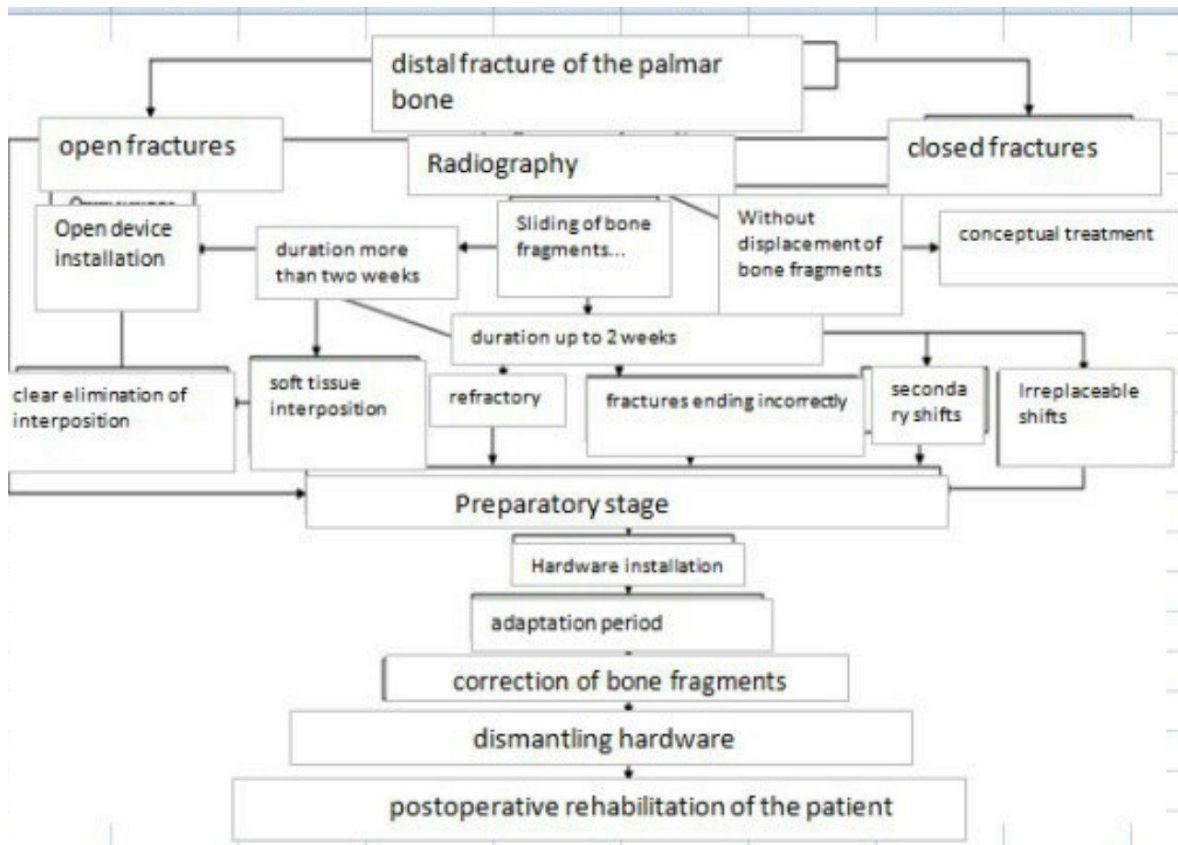 distal fracture of the palmar
bone
open fractures
Radiography
closed fractures
Open device
installation
duration more
than two weeks
Sliding of bone
fragments...
Without
displacement of
bone fragments
conceptual treatment
duration up to 2 weeks
clear elimination of
interposition
soft tissue
interposition
refractory
fractures ending incorrectly
seconda
ry shifts
Irreplaceable
shifts
Preparatory stage
Hardware installation
adaptation period
correction of bone fragments
dismantling hardware
postoperative rehabilitation of the patient